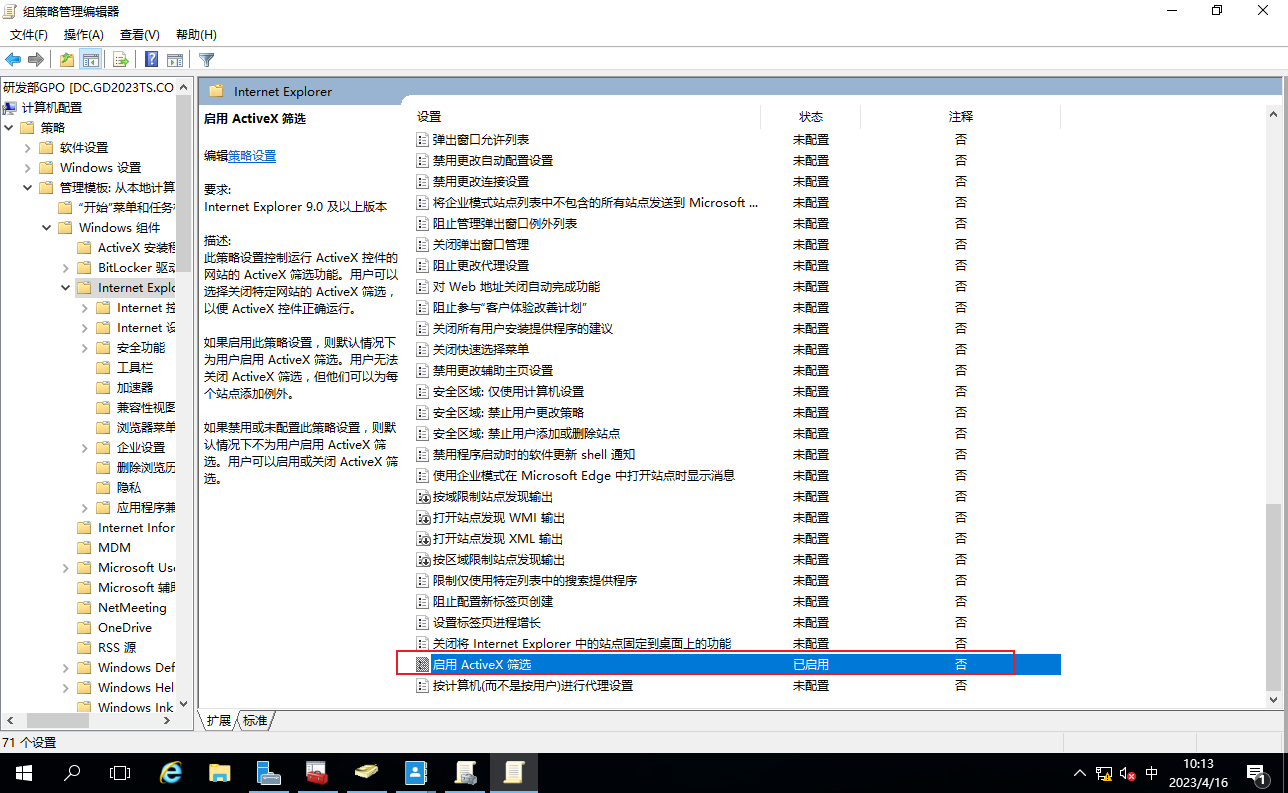 组策略管理编辑器
文件(F) 操作(A) 查看(V) 帮助(H)
研发部GPO [DC.GD2023TS.CO
计算机配置
策略
软件设置
Windows 设置
管理模板: 从本地计算
"开始"菜单和任务
Windows 组件
ActiveX 安装程
BitLocker 驱动
Internet Explo
Internet 控
Internet 设
安全功能
工具栏
加速器
兼容性视图
浏览器菜单
企业设置
删除浏览历
隐私
应用程序兼
Internet Infor
MDM
Microsoft Use
Microsoft 辅助
NetMeeting
OneDrive
RSS 源
Windows Def
Windows Hel
Windows Ink
Internet Explorer
启用 ActiveX 筛选
编辑策略设置
要求:
Internet Explorer 9.0 及以上版本
描述:
此策略设置控制运行 ActiveX 控件的
网站的 ActiveX 筛选功能。用户可以
选择关闭特定网站的 ActiveX 筛选，
以便 ActiveX 控件正确运行。
如果启用此策略设置，则默认情况下
为用户启用 ActiveX 筛选。用户无法
关闭 ActiveX 筛选，但他们可以为每
个站点添加例外。
如果禁用或未配置此策略设置，则默
认情况下不为用户启用 ActiveX 筛
选。用户可以启用或关闭 ActiveX 筛
选。
设置 状态 注释
弹出窗口允许列表 未配置 否
禁用更改自动配置设置 未配置 否
禁用更改连接设置 未配置 否
将企业模式站点列表中不包含的所有站点发送到 Microsoft ... 未配置 否
阻止管理弹出窗口例外列表 未配置 否
关闭弹出窗口管理 未配置 否
阻止更改代理设置 未配置 否
对 Web 地址关闭自动完成功能 未配置 否
阻止参与"客户体验改善计划" 未配置 否
关闭所有用户安装提供程序的建议 未配置 否
关闭快速选择菜单 未配置 否
禁用更改辅助主页设置 未配置 否
安全区域: 仅使用计算机设置 未配置 否
安全区域: 禁止用户更改策略 未配置 否
安全区域: 禁止用户添加或删除站点 未配置 否
禁用程序启动时的软件更新 shell 通知 未配置 否
使用企业模式在 Microsoft Edge 中打开站点时显示消息 未配置 否
按域限制站点发现输出 未配置 否
打开站点发现 WMI 输出 未配置 否
打开站点发现 XML 输出 未配置 否
按区域限制站点发现输出 未配置 否
限制仅使用特定列表中的搜索提供程序 未配置 否
阻止配置新标签页创建 未配置 否
设置标签页进程增长 未配置 否
关闭将 Internet Explorer 中的站点固定到桌面上的功能 未配置 否
启用 ActiveX 筛选 已启用 否
按计算机(而不是按用户)进行代理设置 未配置 否
扩展 标准
71 个设置
中
10:13
2023/4/16
1